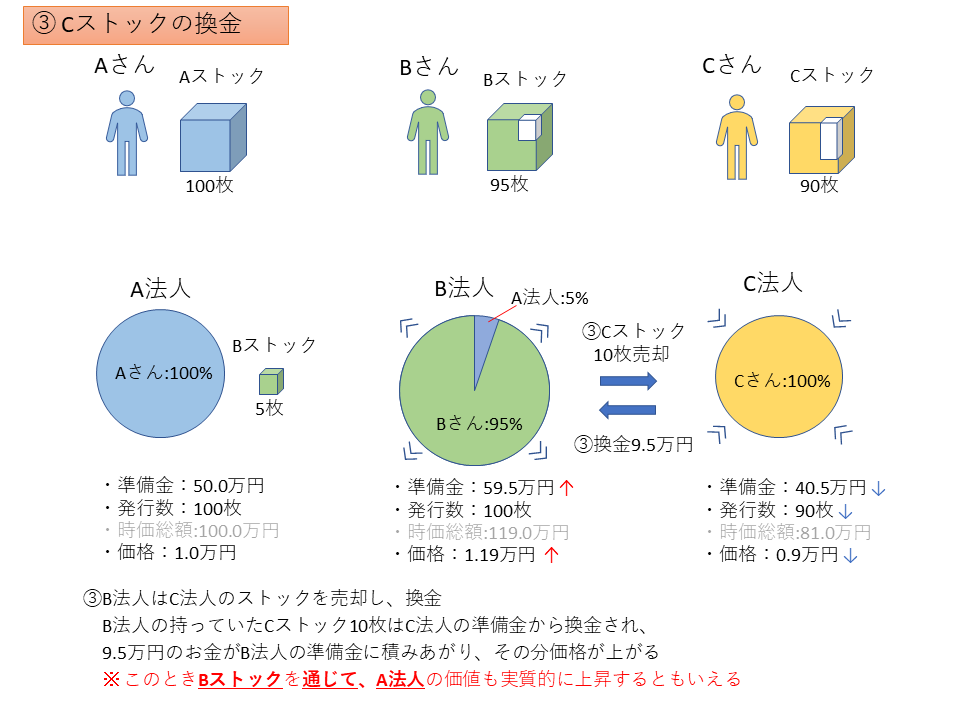 ③ Cストックの換金
Aさん
Aストック
100枚
Bさん
Bストック
95枚
Cさん
Cストック
90枚
A法人
Aさん:100%
Bストック
5枚
B法人
A法人:5%
Bさん:95%
③Cストック
10枚売却
③換金9.5万円
C法人
Cさん:100%
・準備金：50.0万円
・発行数：100枚
・時価総額:100.0万円
・価格：1.0万円
・準備金：59.5万円↑
・発行数：100枚
・時価総額:119.0万円
・価格：1.19万円 ↑
・準備金：40.5万円↓
・発行数：90枚↓
・時価総額:81.0万円
・価格：0.9万円↓
③B法人はC法人のストックを売却し、換金
B法人の持っていたCストック10枚はC法人の準備金から換金され、
9.5万円のお金がB法人の準備金に積みあがり、その分価格が上がる
※ このときBストックを通じて、A法人の価値も実質的に上昇するともいえる